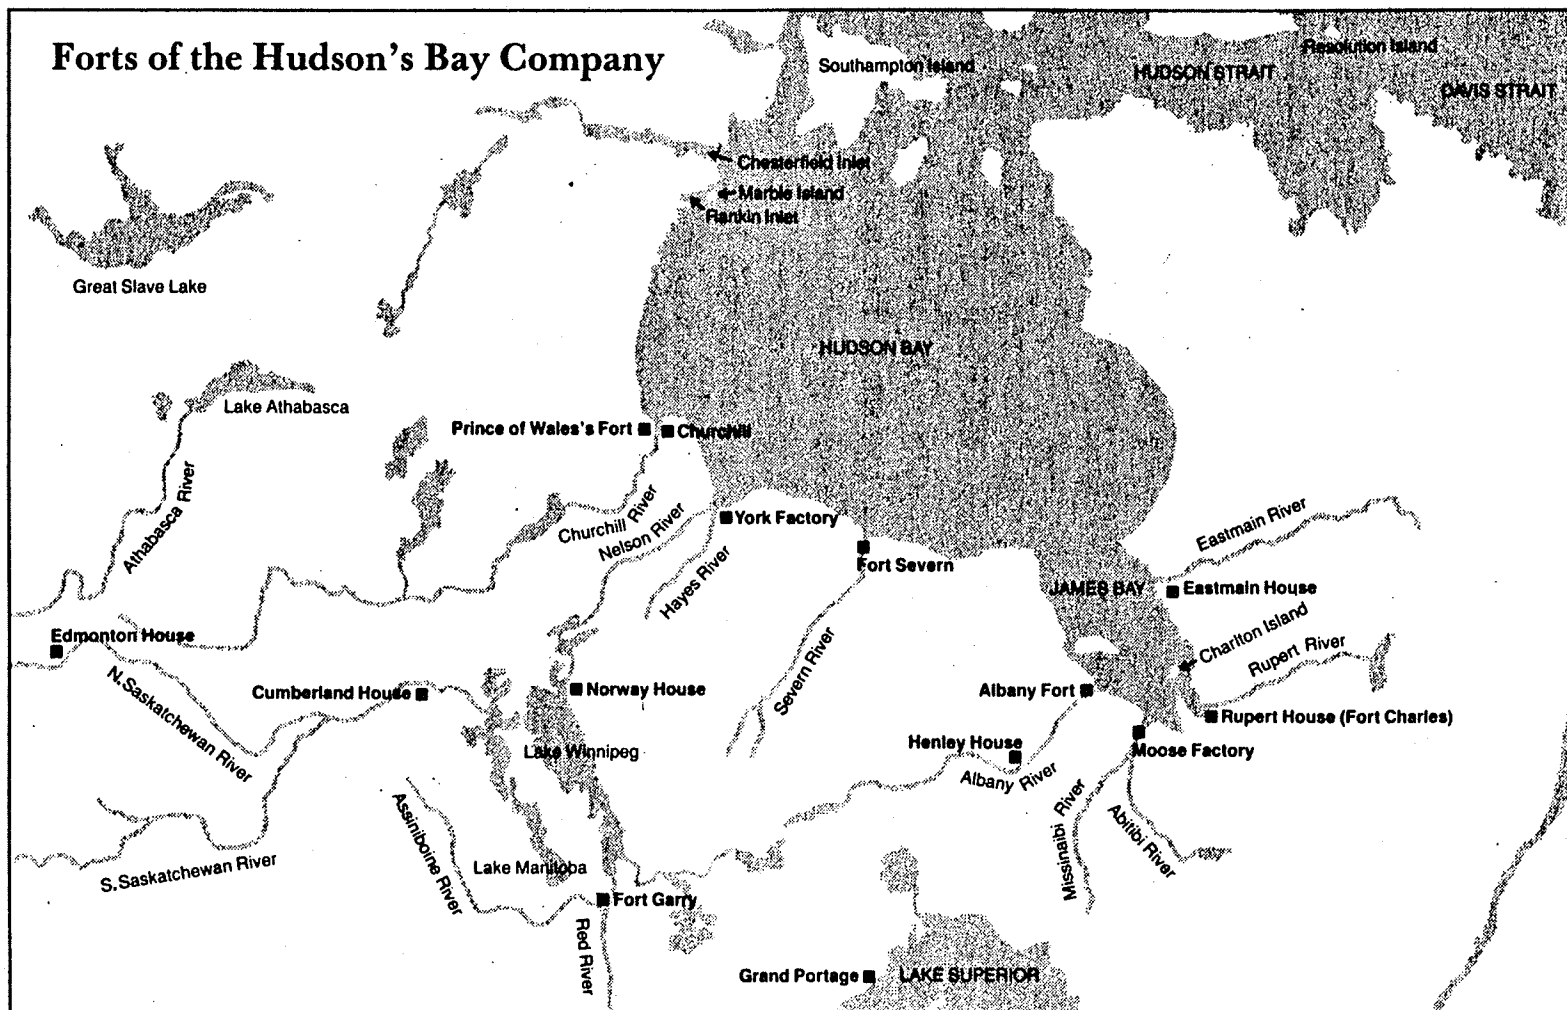 Forts of the Hudson's Bay Company
Southampton Island
Resolution Island
HUDSON STRAIT
DAVIS STRAIT
Chesterfield Inlet
Marble Island
Rankin Inlet
Great Slave Lake
HUDSON BAY
Lake Athabasca
Prince of Wales's Fort
Churchill
Athabasca River
Churchill River
Nelson River
York Factory
Hayes River
Fort Severn
Eastmain River
JAMES BAY
Eastmain House
Charlton Island
Edmonton House
Rupert River
N. Saskatchewan River
Cumberland House
Norway House
Severn River
Albany Fort
Rupert House (Fort Charles)
Henley House
Moose Factory
Lake Winnipeg
Albany River
Missinaibi River
Abitibi River
Assiniboine River
S. Saskatchewan River
Lake Manitoba
Fort Garry
Red River
Grand Portage
LAKE SUPERIOR